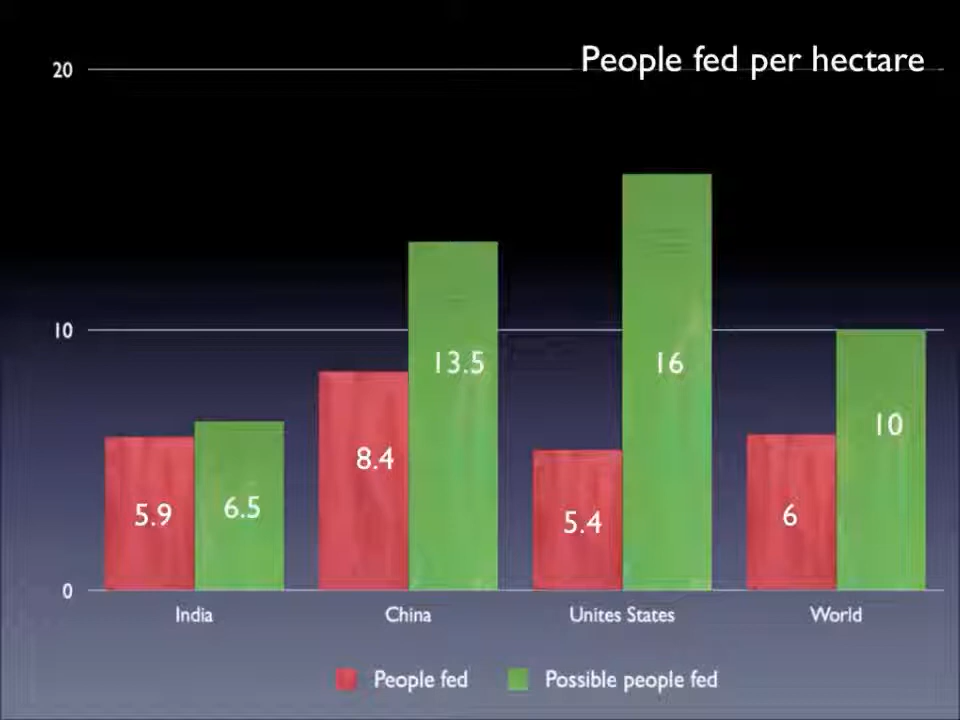 People fed per hectare
20
10
0
5.9
6.5
8.4
13.5
5.4
16
6
10
India
China
Unites States
World
People fed
Possible people fed